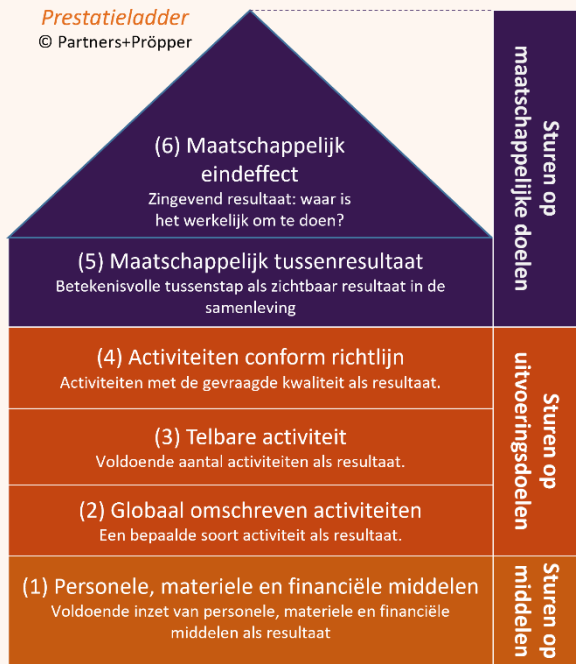 Prestatieladder
© Partners+Pröpper
(6) Maatschappelijk
eindeffect
Zingevend resultaat: waar is
het werkelijk om te doen?
(5) Maatschappelijk tussenresultaat
Betekenisvolle tussenstap als zichtbaar resultaat in de
samenleving
Sturen op
maatschappelijke doelen
(4) Activiteiten conform richtlijn
Activiteiten met de gevraagde kwaliteit als resultaat.
(3) Telbare activiteit
Voldoende aantal activiteiten als resultaat.
(2) Globaal omschreven activiteiten
Een bepaalde soort activiteit als resultaat.
Sturen op
uitvoeringsdoelen
(1) Personele, materiele en financiële middelen
Voldoende inzet van personele, materiele en financiële
middelen als resultaat
Sturen op
middelen